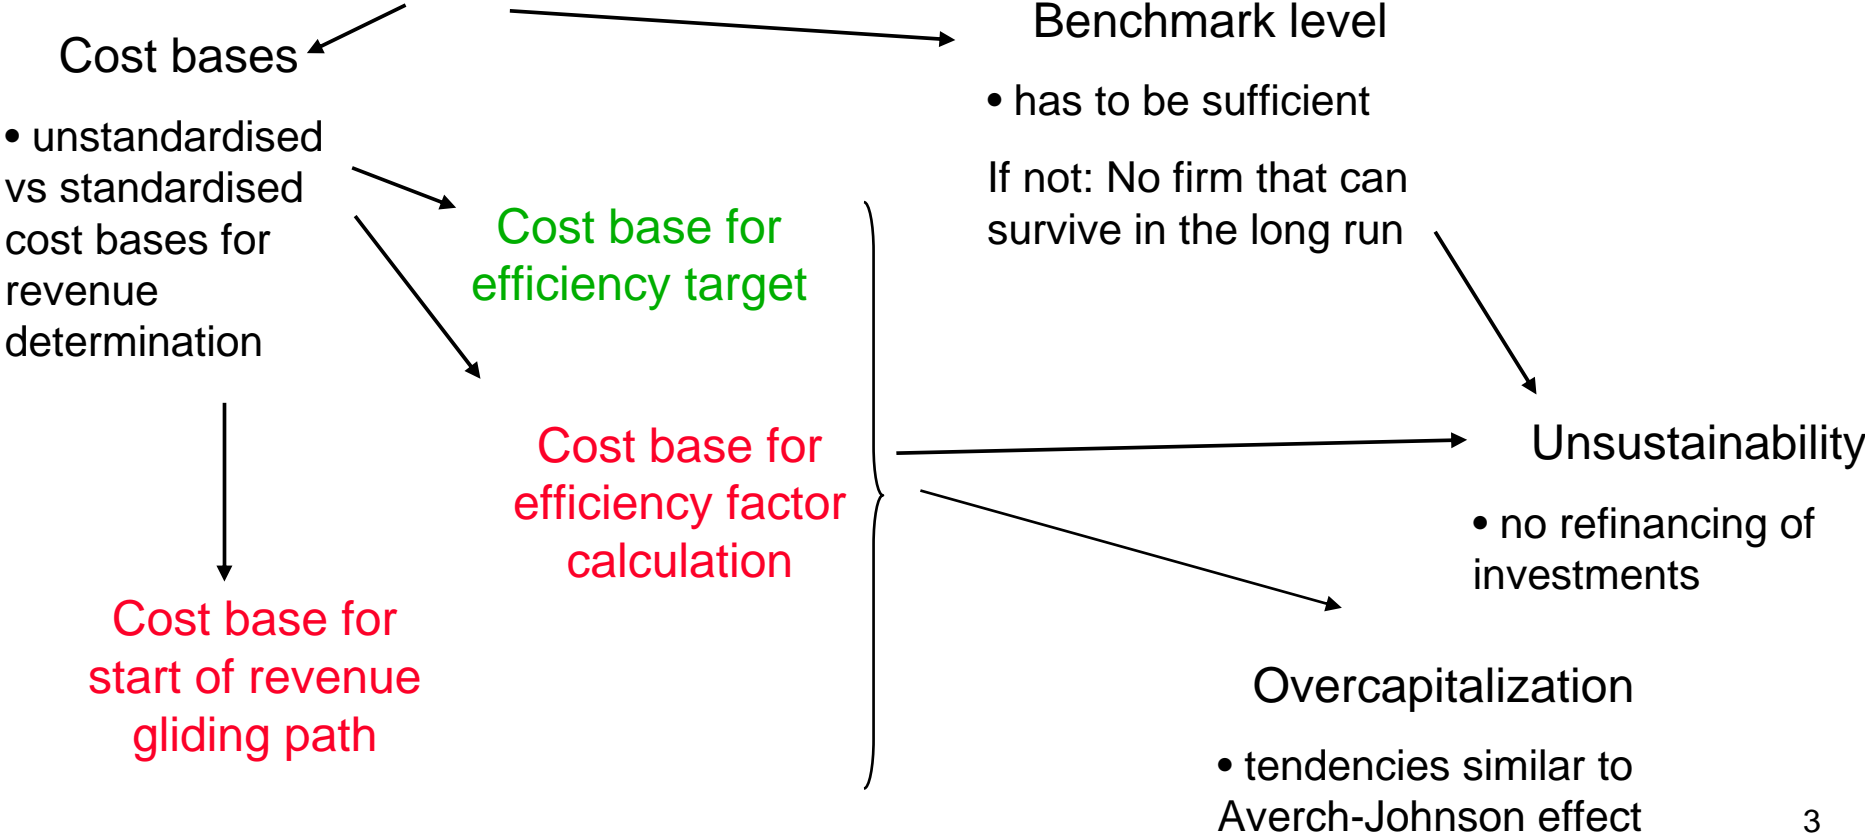 Cost bases
• unstandardised
vs standardised
cost bases for
revenue
determination
Cost base for
efficiency target
Cost base for
efficiency factor
calculation
Cost base for
start of revenue
gliding path
Benchmark level
• has to be sufficient
If not: No firm that can
survive in the long run
Unsustainability
• no refinancing of
investments
Overcapitalization
• tendencies similar to
Averch-Johnson effect
3